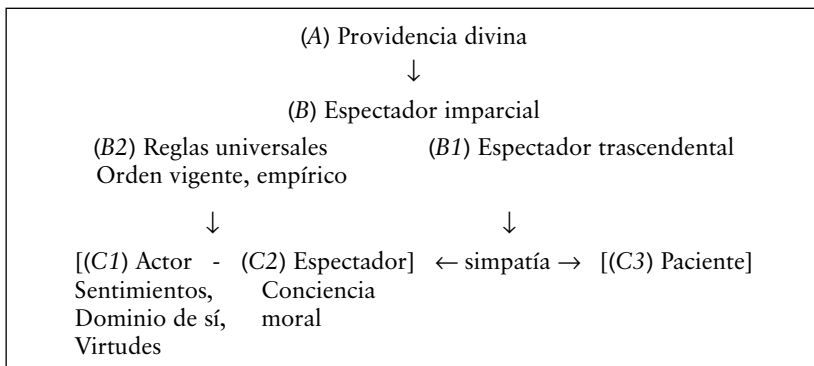 (A) Providencia divina
↓
(B) Espectador imparcial
(B2) Reglas universales (B1) Espectador trascendental
Orden vigente, empírico
↓ ↓
[(C1) Actor - (C2) Espectador] ← simpatía → [(C3) Paciente]
Sentimientos, Conciencia
Dominio de sí, moral
Virtudes